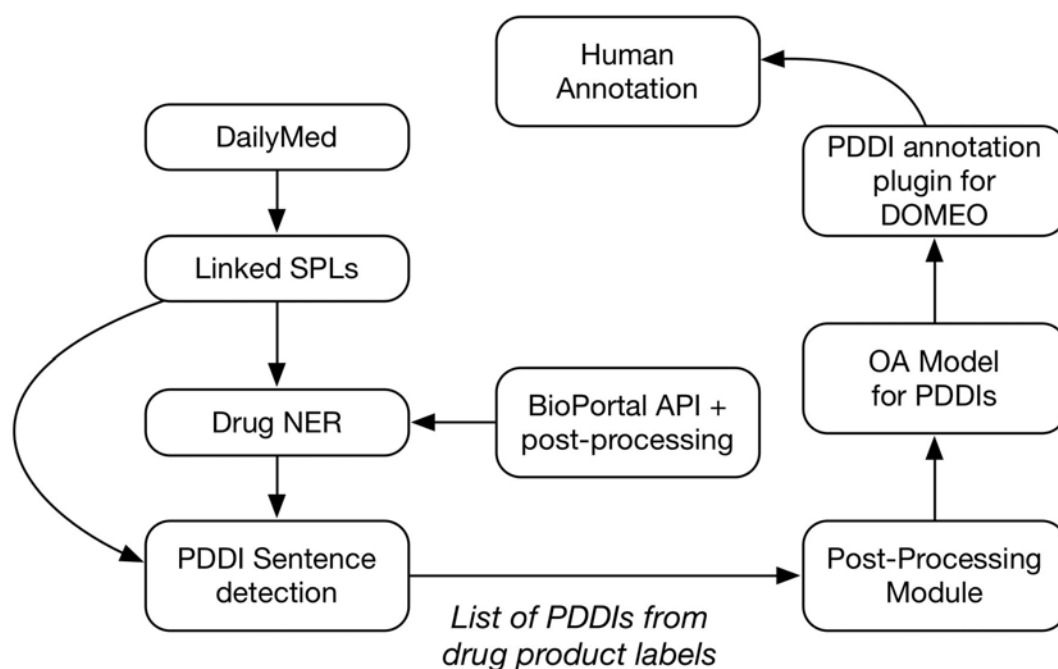 Human
Annotation
DailyMed
PDDI annotation
plugin for
DOMEO
Linked SPLs
OA Model
for PDDIs
Drug NER
BioPortal API +
post-processing
PDDI Sentence
detection
Post-Processing
Module
List of PDDIs from
drug product labels